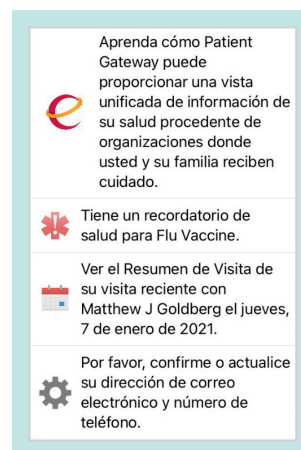 Aprenda cómo Patient
Gateway puede
proporcionar una vista
unificada de información de
su salud procedente de
organizaciones donde
usted y su familia reciben
cuidado.
Tiene un recordatorio de
salud para Flu Vaccine.
Ver el Resumen de Visita de
su visita reciente con
Matthew J Goldberg el jueves,
7 de enero de 2021.
Por favor, confirme o actualice
su dirección de correo
electrónico y número de
teléfono.